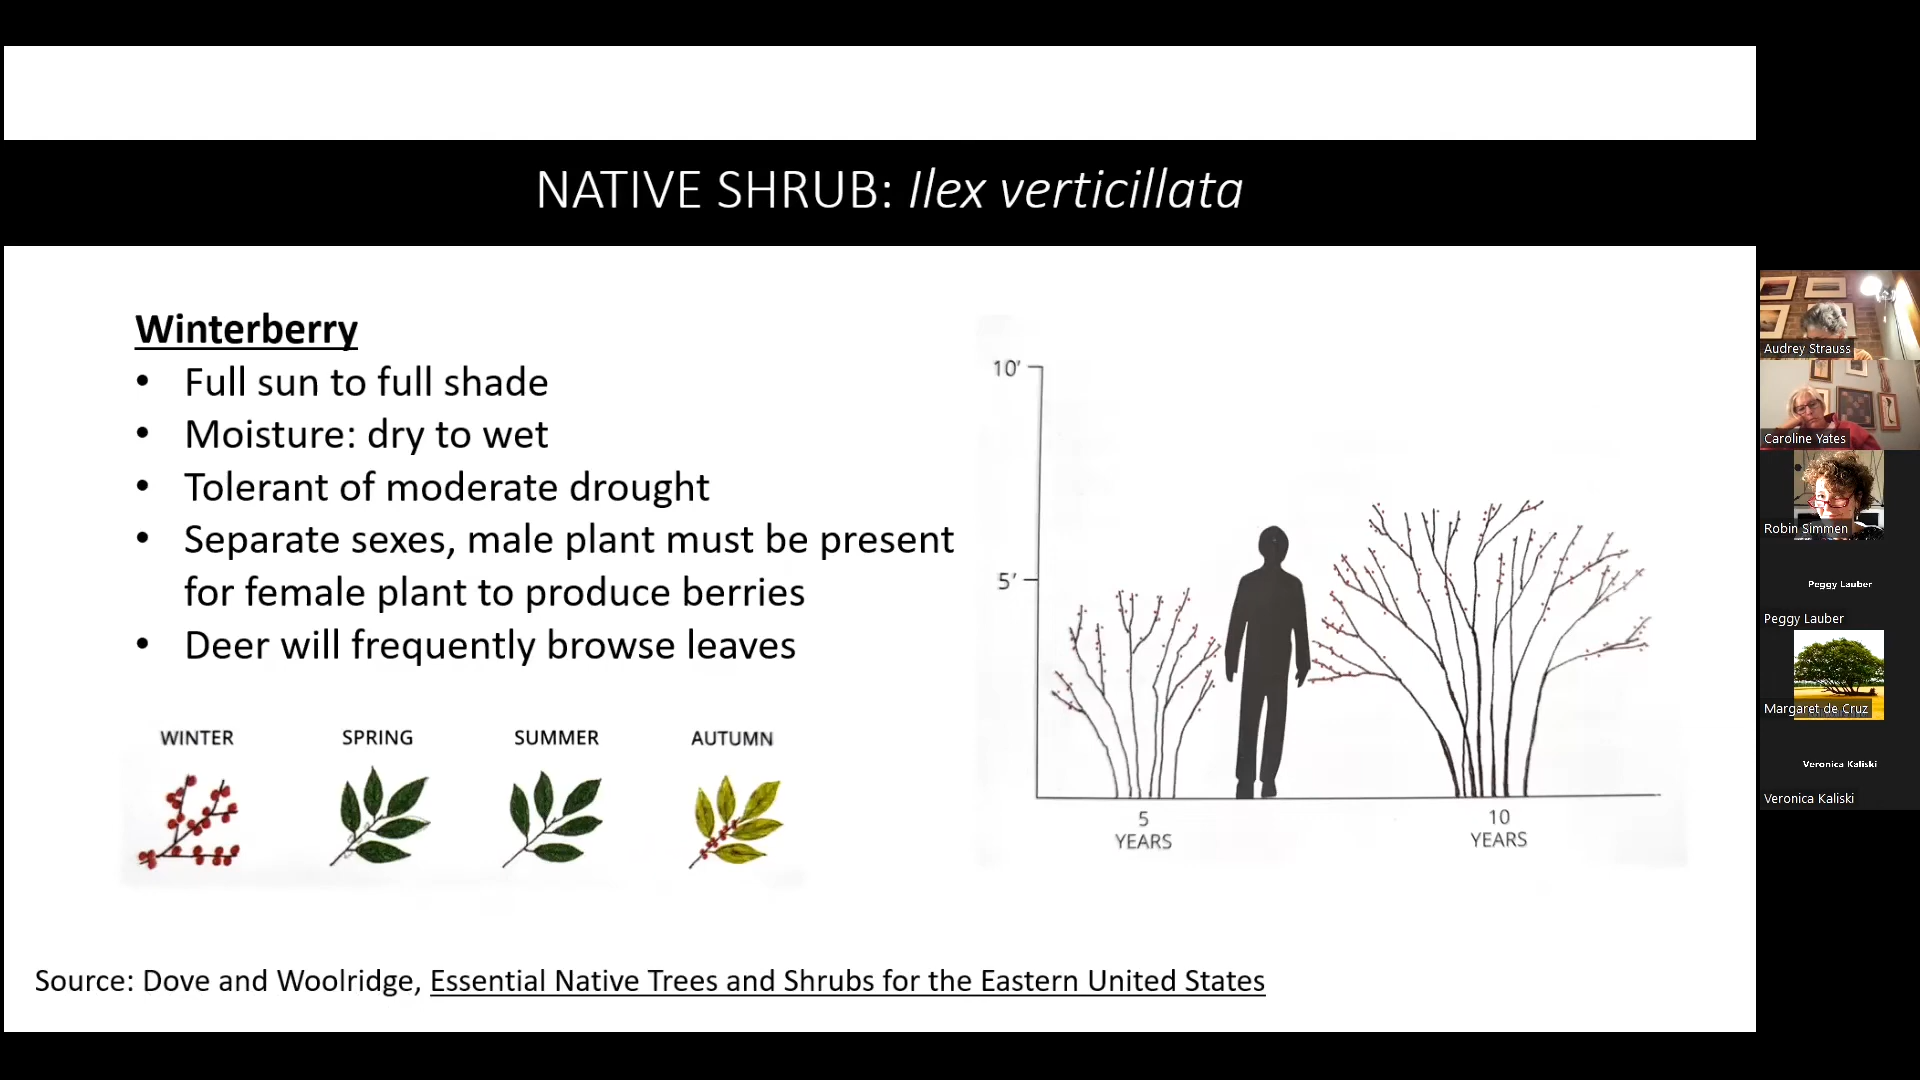 NATIVE SHRUB: Ilex verticillata
Winterberry
• Full sun to full shade
• Moisture: dry to wet
• Tolerant of moderate drought
• Separate sexes, male plant must be present
for female plant to produce berries
• Deer will frequently browse leaves
WINTER SPRING SUMMER AUTUMN
10'
5'
5
YEARS
10
YEARS
Source: Dove and Woolridge, Essential Native Trees and Shrubs for the Eastern United States
Audrey Strauss
Caroline Yates
Robin Simmen
Peggy Lauber
Peggy Lauber
Margaret de Cruz
Veronica Kaliski
Veronica Kaliski